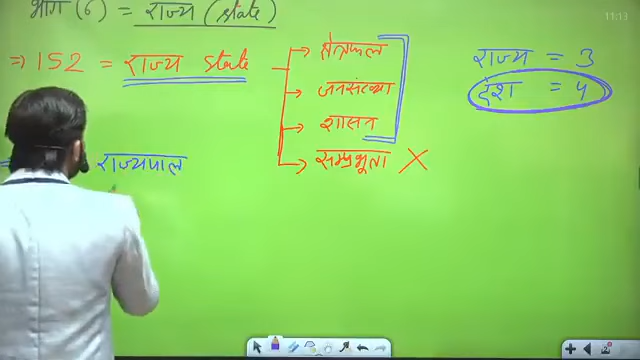 भाग (6) = राज्य (state)
⇒ 152 = राज्य state
→ क्षेत्रफल
→ जनसंख्या
→ शासन
→ सम्प्रभुता ×
राज्य = 3
देश = 4
राज्यपाल
11:13